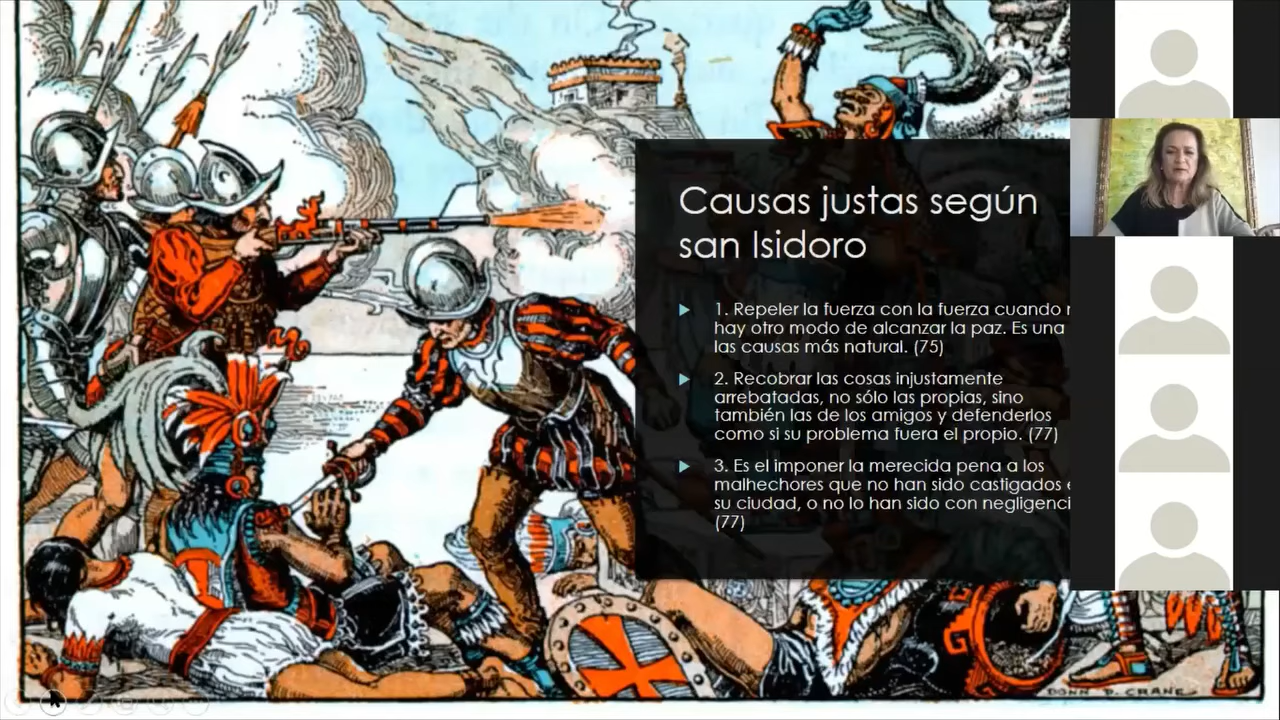 Causas justas según
san Isidoro
1. Repeler la fuerza con la fuerza cuando
hay otro modo de alcanzar la paz. Es una
las causas más natural. (75)
2. Recobrar las cosas injustamente
arrebatadas, no sólo las propias, sino
también las de los amigos y defenderlos
como si su problema fuera el propio. (77)
3. Es el imponer la merecida pena a los
malhechores que no han sido castigados
su ciudad, o no lo han sido con negligenci
(77)
DONN P. CRANE